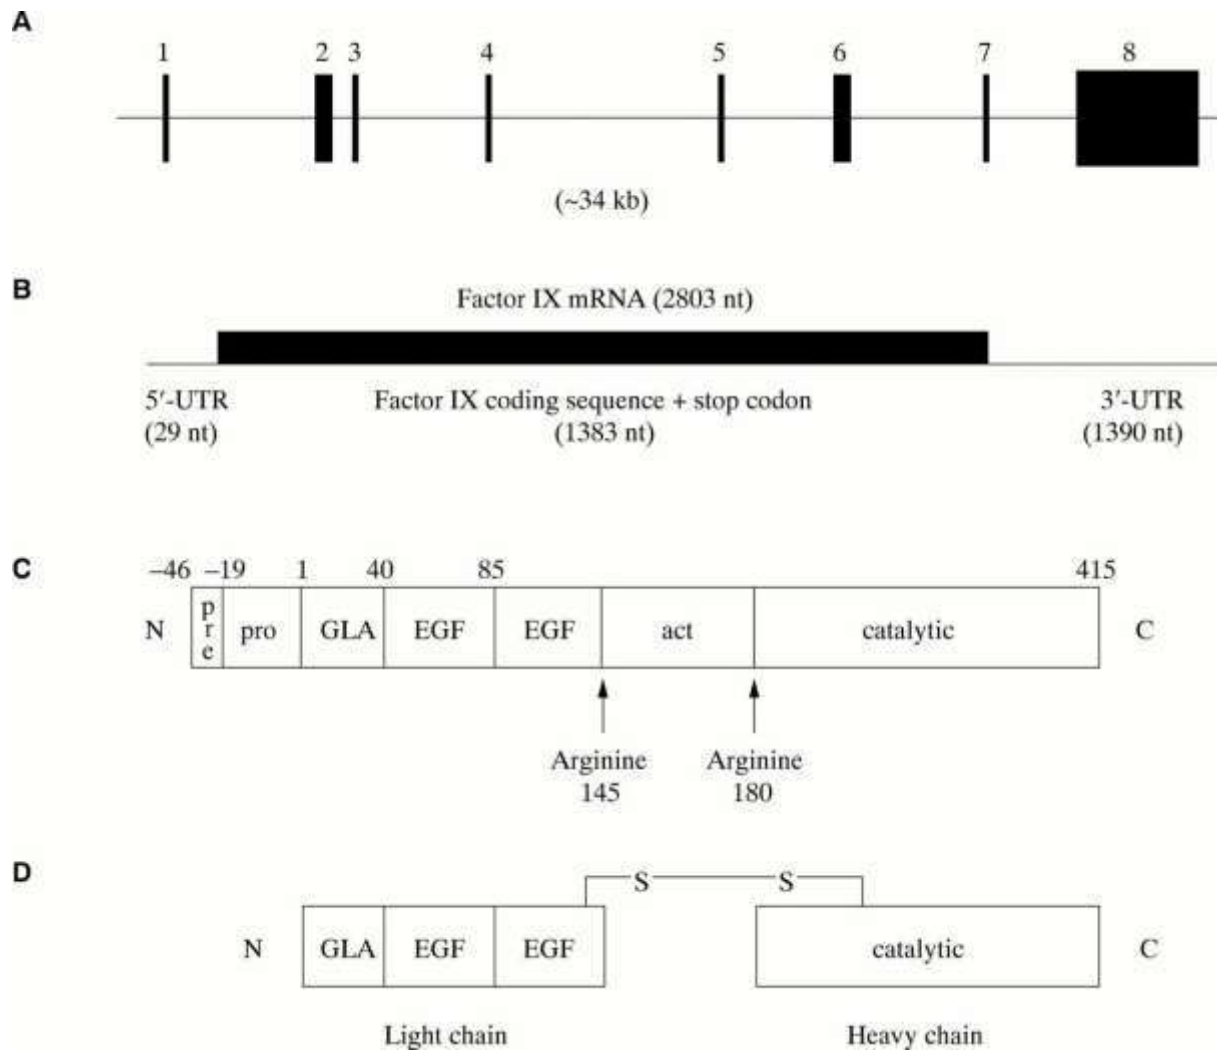 A
1 2 3 4 5 6 7 8
(~34 kb)
B
Factor IX mRNA (2803 nt)
5′-UTR Factor IX coding sequence + stop codon 3′-UTR
(29 nt) (1383 nt) (1390 nt)
C
–46 –19 1 40 85 415
N pre pro GLA EGF EGF act catalytic C
Arginine Arginine
145 180
D
S S
N GLA EGF EGF catalytic C
Light chain Heavy chain